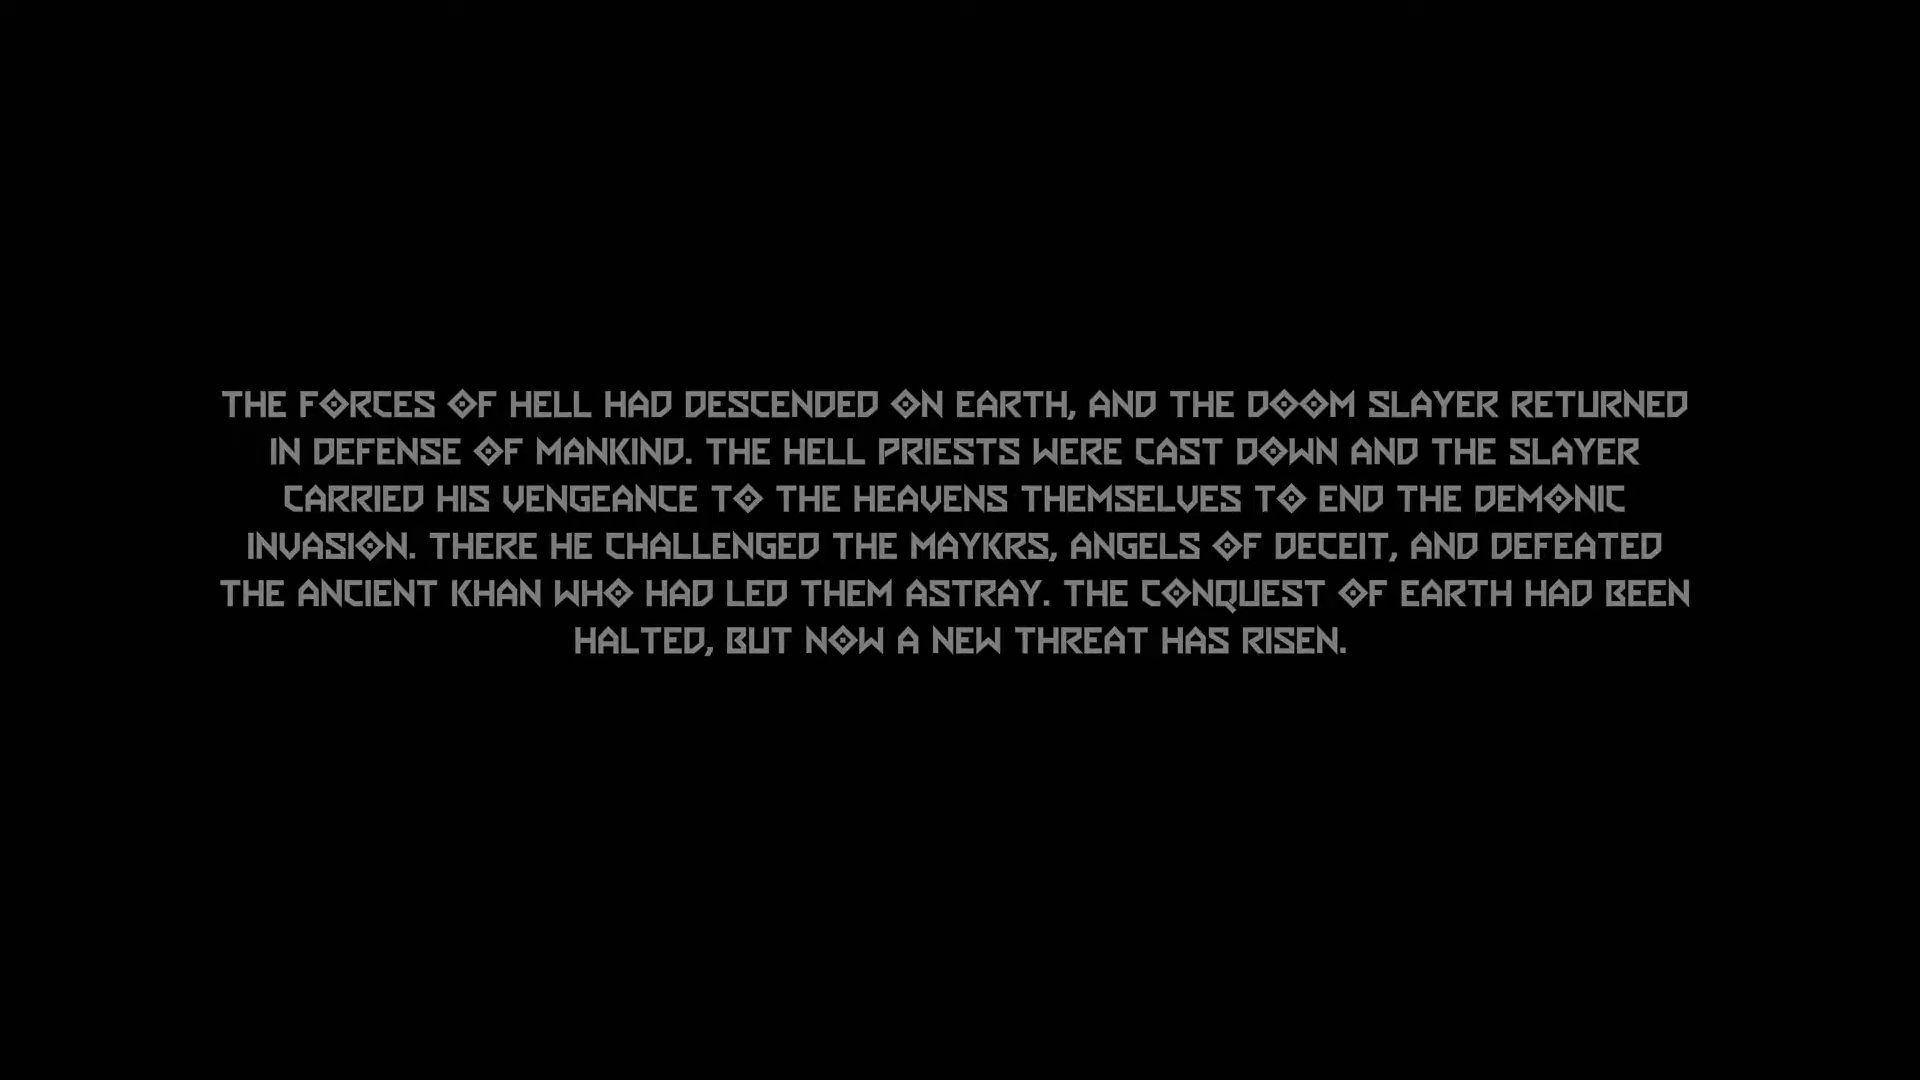 THE FORCES OF HELL HAD DESCENDED ON EARTH, AND THE DOOM SLAYER RETURNED
IN DEFENSE OF MANKIND. THE HELL PRIESTS WERE CAST DOWN AND THE SLAYER
CARRIED HIS VENGEANCE TO THE HEAVENS THEMSELVES TO END THE DEMONIC
INVASION. THERE HE CHALLENGED THE MAYKRS, ANGELS OF DECEIT, AND DEFEATED
THE ANCIENT KHAN WHO HAD LED THEM ASTRAY. THE CONQUEST OF EARTH HAD BEEN
HALTED, BUT NOW A NEW THREAT HAS RISEN.